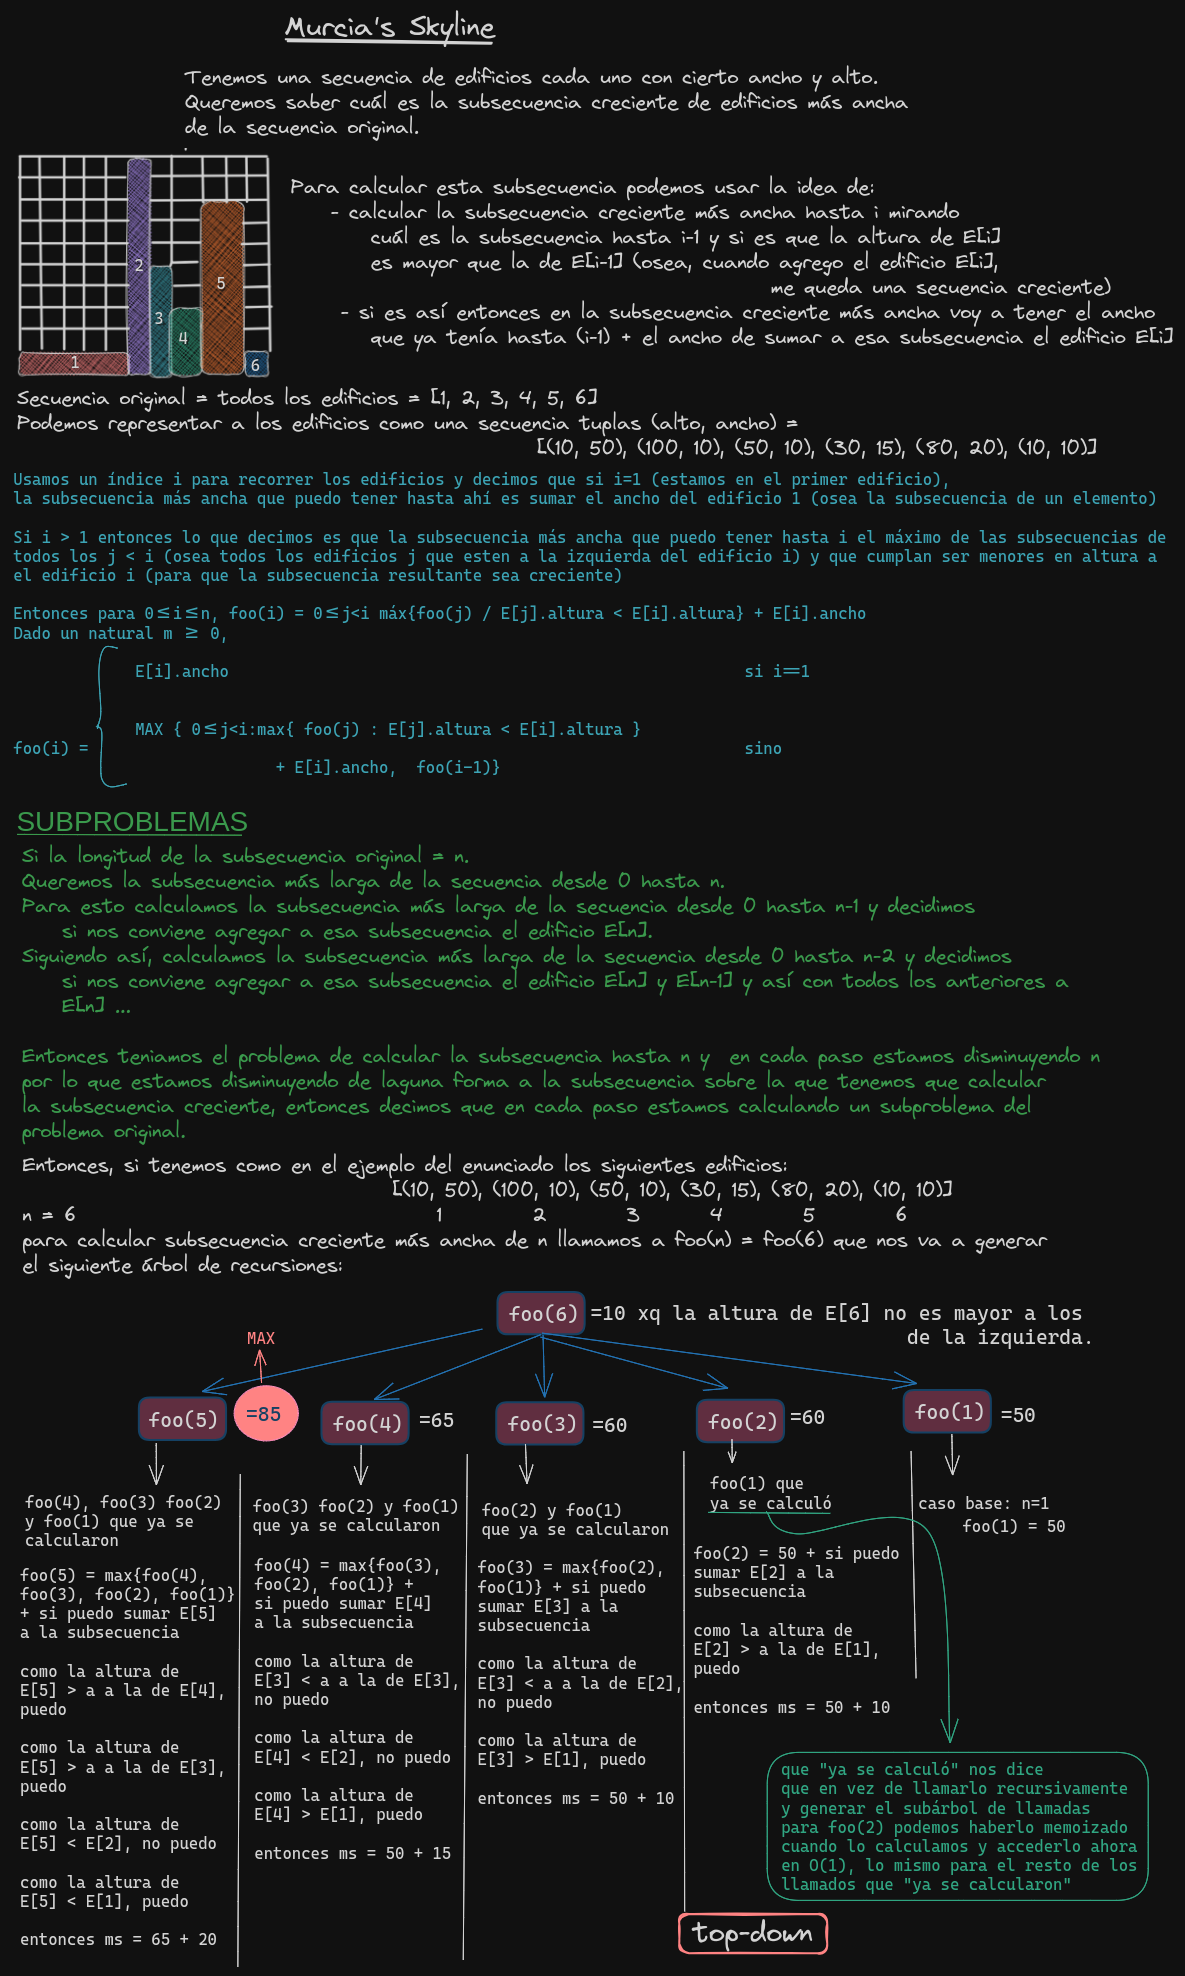 Murcia's Skyline
Tenemos una secuencia de edificios cada uno con cierto ancho y alto.
Queremos saber cuál es la subsecuencia creciente de edificios más ancha
de la secuencia original.
.
1
2
3
4
5
6
Para calcular esta subsecuencia podemos usar la idea de:
- calcular la subsecuencia creciente más ancha hasta i mirando
cuál es la subsecuencia hasta i-1 y si es que la altura de E[i]
es mayor que la de E[i-1] (osea, cuando agrego el edificio E[i],
me queda una secuencia creciente)
- si es así entonces en la subsecuencia creciente más ancha voy a tener el ancho
que ya tenía hasta (i-1) + el ancho de sumar a esa subsecuencia el edificio E[i]
Secuencia original = todos los edificios = [1, 2, 3, 4, 5, 6]
Podemos representar a los edificios como una secuencia tuplas (alto, ancho) =
[(10, 50), (100, 10), (50, 10), (30, 15), (80, 20), (10, 10)]
Usamos un índice i para recorrer los edificios y decimos que si i=1 (estamos en el primer edificio),
la subsecuencia más ancha que puedo tener hasta ahí es sumar el ancho del edificio 1 (osea la subsecuencia de un elemento)
Si i > 1 entonces lo que decimos es que la subsecuencia más ancha que puedo tener hasta i el máximo de las subsecuencias de
todos los j < i (osea todos los edificios j que esten a la izquierda del edificio i) y que cumplan ser menores en altura a
el edificio i (para que la subsecuencia resultante sea creciente)
Entonces para 0≤i≤n, foo(i) = 0≤j<i máx{foo(j) / E[j].altura < E[i].altura} + E[i].ancho
Dado un natural m ≥ 0,
E[i].ancho si i==1
MAX { 0≤j<i:max{ foo(j) : E[j].altura < E[i].altura }
foo(i) = sino
+ E[i].ancho, foo(i-1)}
SUBPROBLEMAS
Si la longitud de la subsecuencia original = n.
Queremos la subsecuencia más larga de la secuencia desde 0 hasta n.
Para esto calculamos la subsecuencia más larga de la secuencia desde 0 hasta n-1 y decidimos
si nos conviene agregar a esa subsecuencia el edificio E[n].
Siguiendo así, calculamos la subsecuencia más larga de la secuencia desde 0 hasta n-2 y decidimos
si nos conviene agregar a esa subsecuencia el edificio E[n] y E[n-1] y así con todos los anteriores a
E[n] ...
Entonces teniamos el problema de calcular la subsecuencia hasta n y en cada paso estamos disminuyendo n
por lo que estamos disminuyendo de laguna forma a la subsecuencia sobre la que tenemos que calcular
la subsecuencia creciente, entonces decimos que en cada paso estamos calculando un subproblema del
problema original.
Entonces, si tenemos como en el ejemplo del enunciado los siguientes edificios:
[(10, 50), (100, 10), (50, 10), (30, 15), (80, 20), (10, 10)]
n = 6 1 2 3 4 5 6
para calcular subsecuencia creciente más ancha de n llamamos a foo(n) = foo(6) que nos va a generar
el siguiente árbol de recursiones:
foo(6) =10 xq la altura de E[6] no es mayor a los
de la izquierda.
MAX
foo(5) =85
foo(4) =65
foo(3) =60
foo(2) =60
foo(1) =50
foo(4), foo(3) foo(2)
y foo(1) que ya se
calcularon
foo(5) = max{foo(4),
foo(3), foo(2), foo(1)}
+ si puedo sumar E[5]
a la subsecuencia
como la altura de
E[5] > a a la de E[4],
puedo
como la altura de
E[5] > a a la de E[3],
puedo
como la altura de
E[5] < E[2], no puedo
como la altura de
E[5] < E[1], puedo
entonces ms = 65 + 20
foo(3) foo(2) y foo(1)
que ya se calcularon
foo(4) = max{foo(3),
foo(2), foo(1)} +
si puedo sumar E[4]
a la subsecuencia
como la altura de
E[3] < a a la de E[3],
no puedo
como la altura de
E[4] < E[2], no puedo
como la altura de
E[4] > E[1], puedo
entonces ms = 50 + 15
foo(2) y foo(1)
que ya se calcularon
foo(3) = max{foo(2),
foo(1)} + si puedo
sumar E[3] a la
subsecuencia
como la altura de
E[3] < a a la de E[2],
no puedo
como la altura de
E[3] > E[1], puedo
entonces ms = 50 + 10
foo(1) que
ya se calculó
foo(2) = 50 + si puedo
sumar E[2] a la
subsecuencia
como la altura de
E[2] > a la de E[1],
puedo
entonces ms = 50 + 10
caso base: n=1
foo(1) = 50
que "ya se calculó" nos dice
que en vez de llamarlo recursivamente
y generar el subárbol de llamadas
para foo(2) podemos haberlo memoizado
cuando lo calculamos y accederlo ahora
en O(1), lo mismo para el resto de los
llamados que "ya se calcularon"
top-down